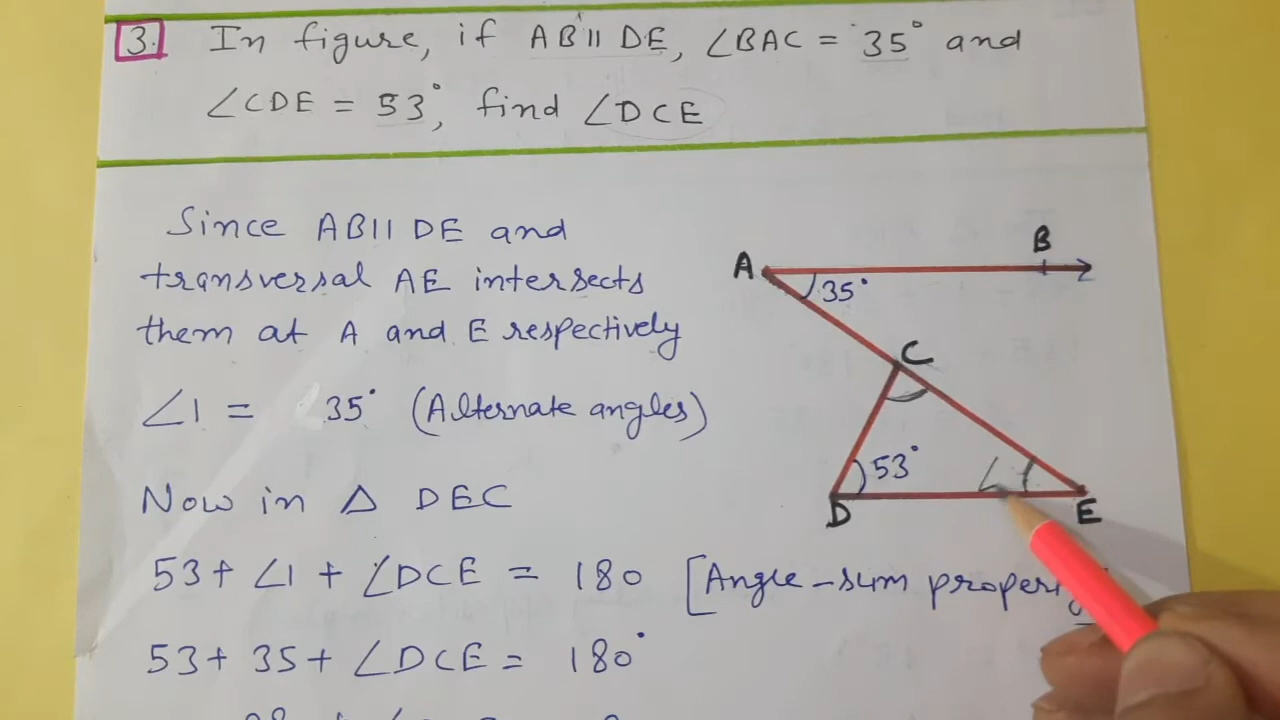 3. In figure, if AB || DE, ∠BAC = 35° and
∠CDE = 53°, find ∠DCE
Since AB || DE and
transversal AE intersects
them at A and E respectively
∠1 = 35° (Alternate angles)
Now in Δ DEC
53 + ∠1 + ∠DCE = 180 [Angle-sum property
53 + 35 + ∠DCE = 180°
A
B
35°
C
53°
∠1
D
E